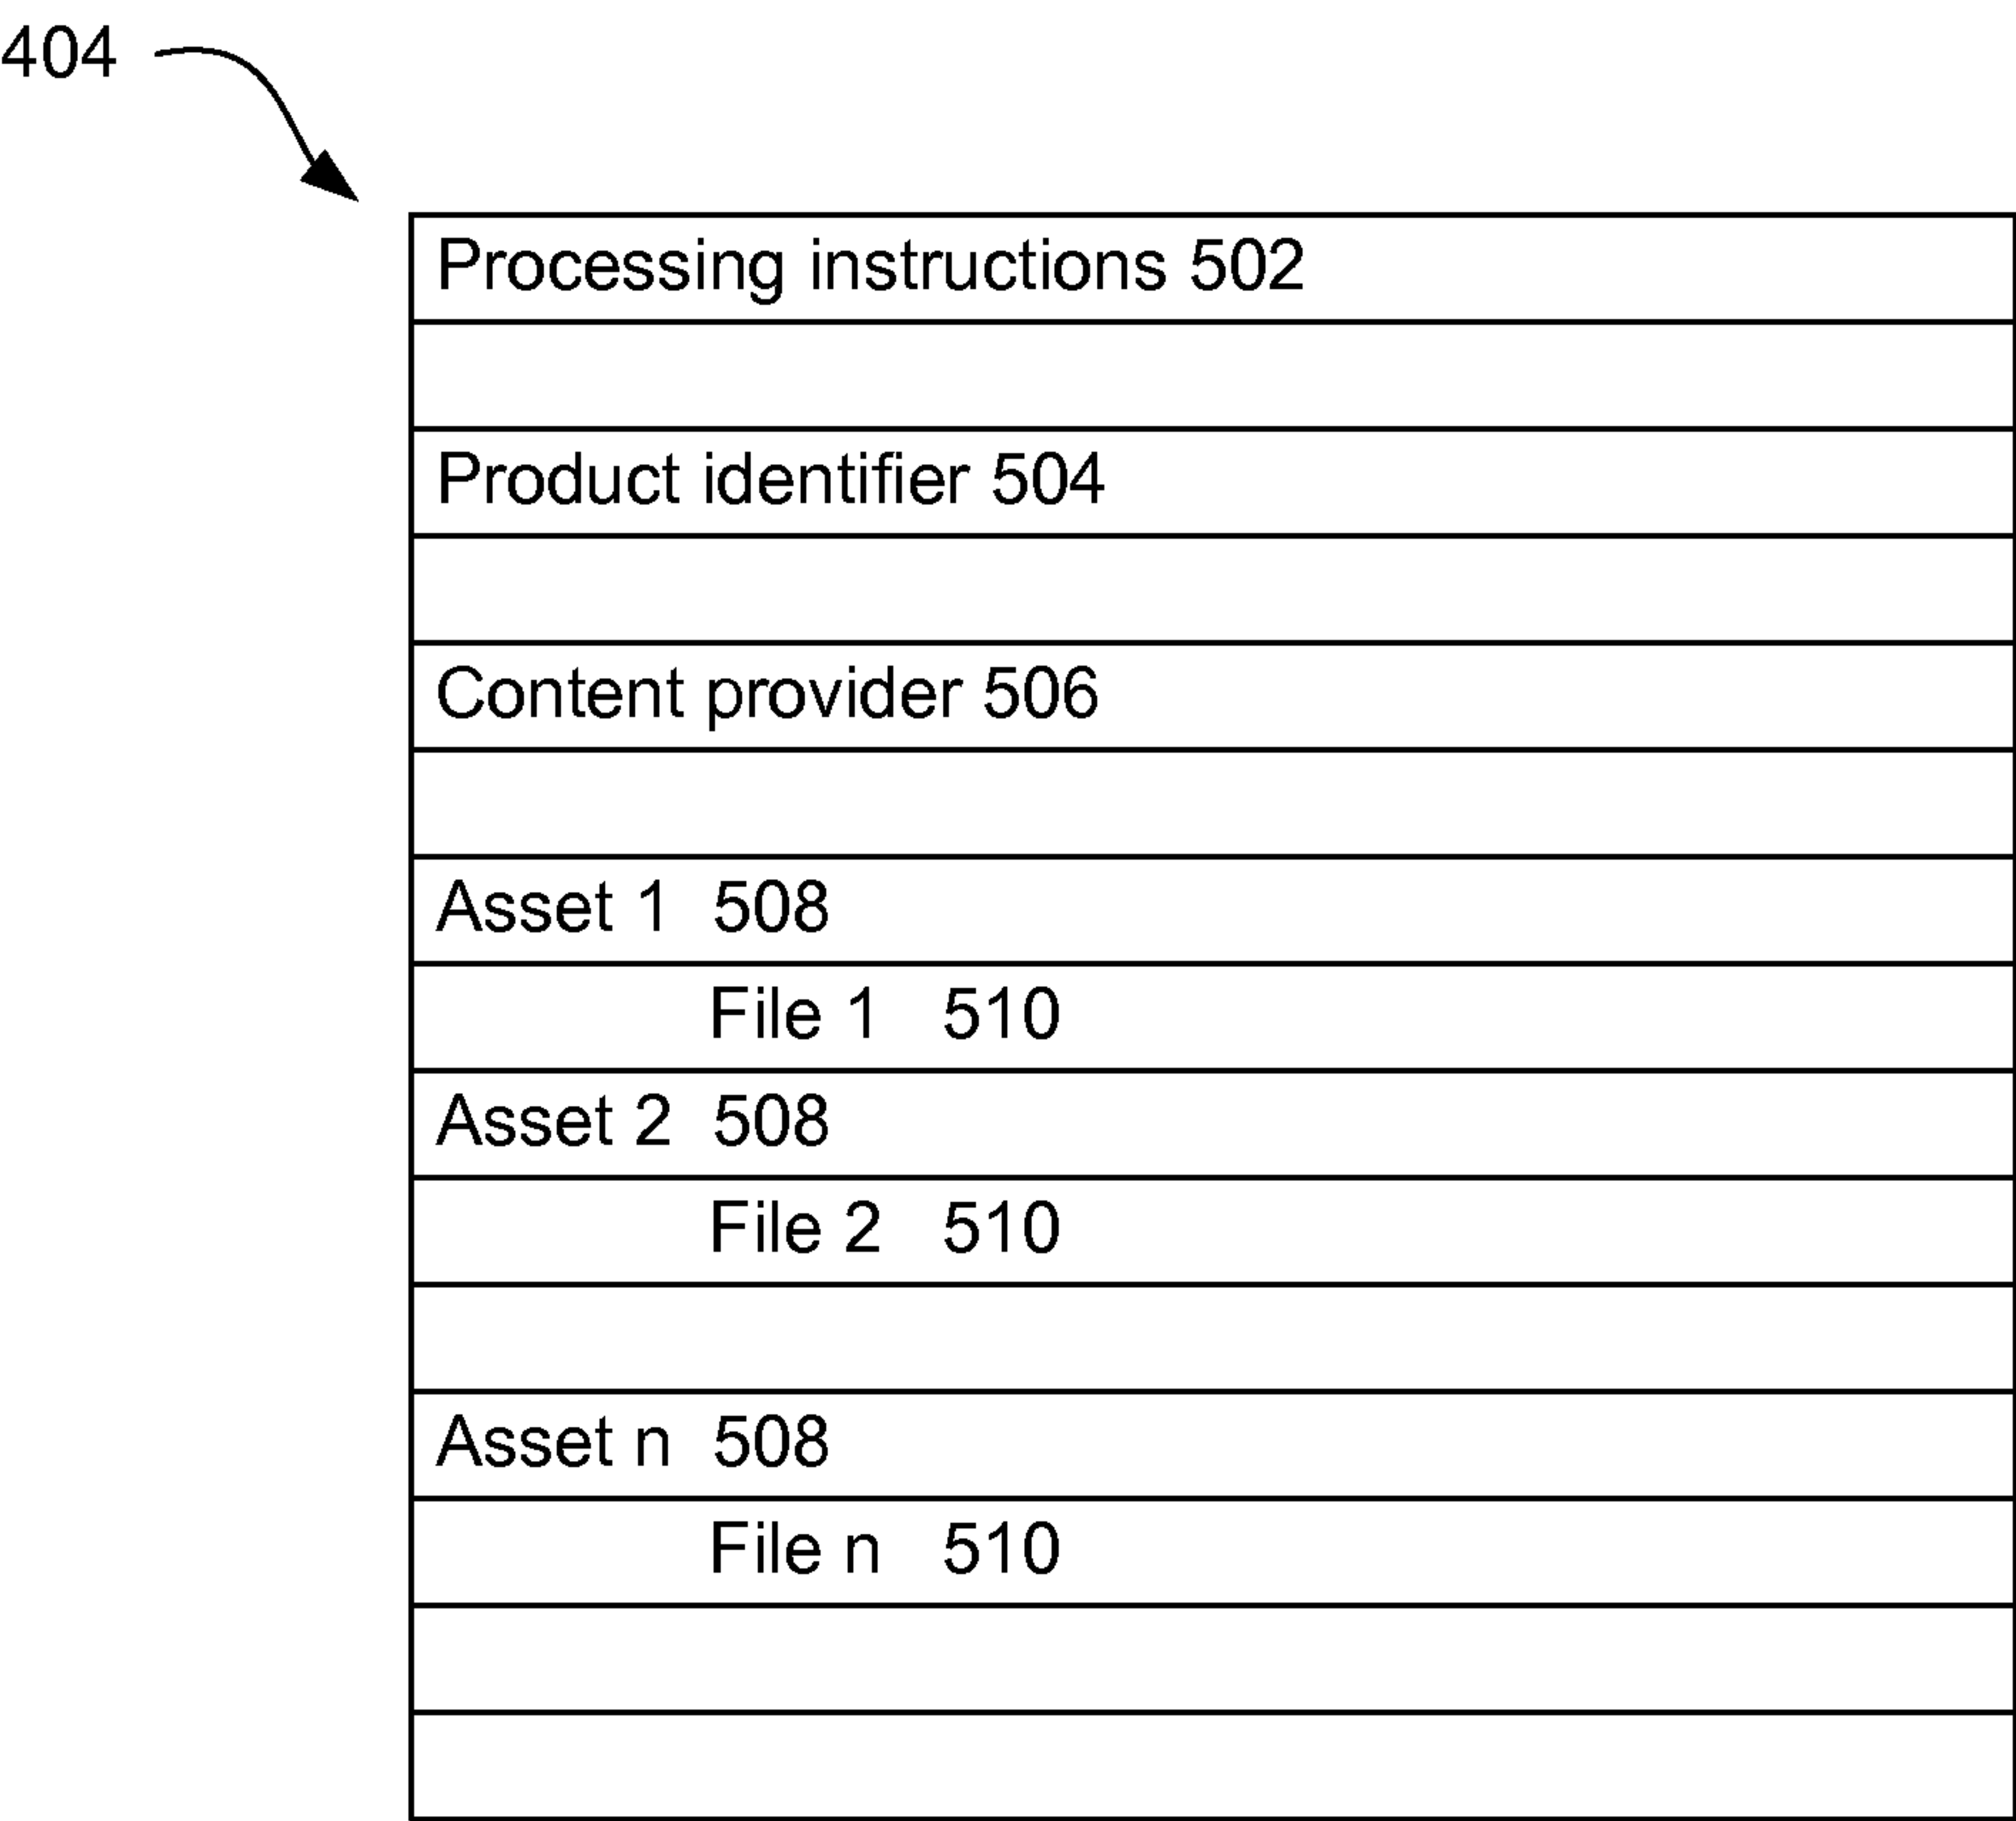 404
Processing instructions 502
Product identifier 504
Content provider 506
Asset 1 508
File 1 510
Asset 2 508
File 2 510
Asset n 508
File n 510